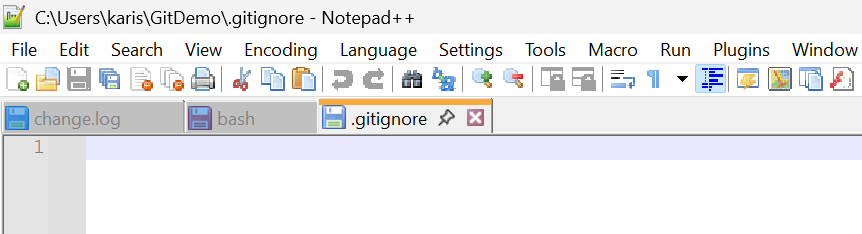 C:\Users\karis\GitDemo\.gitignore - Notepad++
File Edit Search View Encoding Language Settings Tools Macro Run Plugins Window
change.log bash .gitignore
1